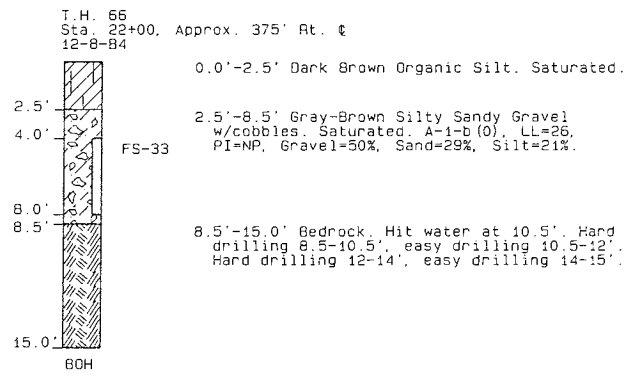 T.H. 66
Sta. 22+00, Approx. 375' Rt. ℄
12-8-84
0.0'-2.5' Dark Brown Organic Silt. Saturated.
2.5'
2.5'-8.5' Gray-Brown Silty Sandy Gravel
w/cobbles. Saturated. A-1-b(0), LL=26,
PI=NP, Gravel=50%, Sand=29%, Silt=21%.
4.0'
FS-33
8.0'
8.5'
8.5'-15.0' Bedrock. Hit water at 10.5'. Hard
drilling 8.5-10.5', easy drilling 10.5-12'.
Hard drilling 12-14', easy drilling 14-15'.
15.0'
BOH